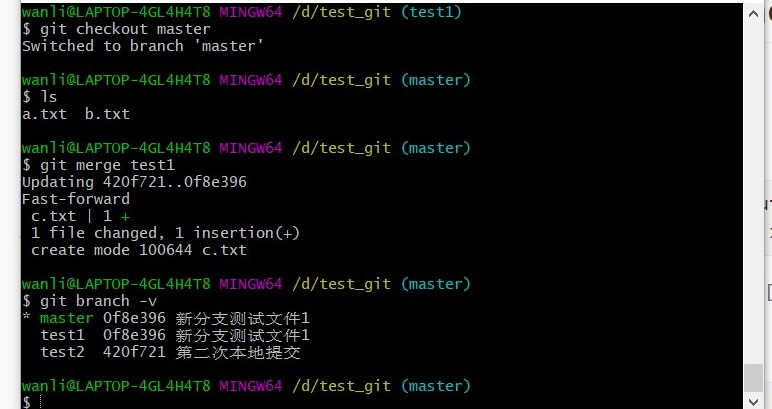 wanli@LAPTOP-4GL4H4T8 MINGW64 /d/test_git (test1)
$ git checkout master
Switched to branch 'master'
wanli@LAPTOP-4GL4H4T8 MINGW64 /d/test_git (master)
$ ls
a.txt  b.txt
wanli@LAPTOP-4GL4H4T8 MINGW64 /d/test_git (master)
$ git merge test1
Updating 420f721..0f8e396
Fast-forward
 c.txt | 1 +
 1 file changed, 1 insertion(+)
 create mode 100644 c.txt
wanli@LAPTOP-4GL4H4T8 MINGW64 /d/test_git (master)
$ git branch -v
* master 0f8e396 新分支测试文件1
  test1  0f8e396 新分支测试文件1
  test2  420f721 第二次本地提交
wanli@LAPTOP-4GL4H4T8 MINGW64 /d/test_git (master)
$